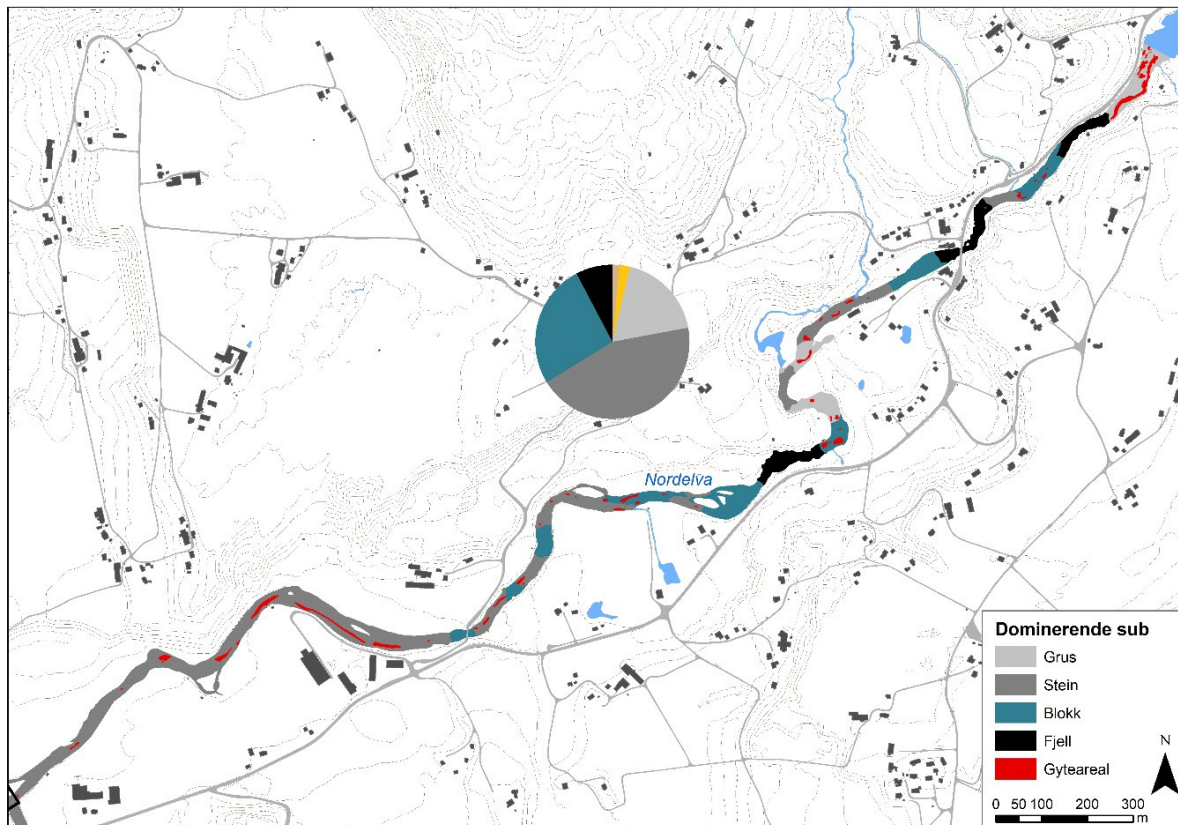 Nordelva
Dominerende sub
Grus
Stein
Blokk
Fjell
Gyteareal
N
0 50 100 200 300
m